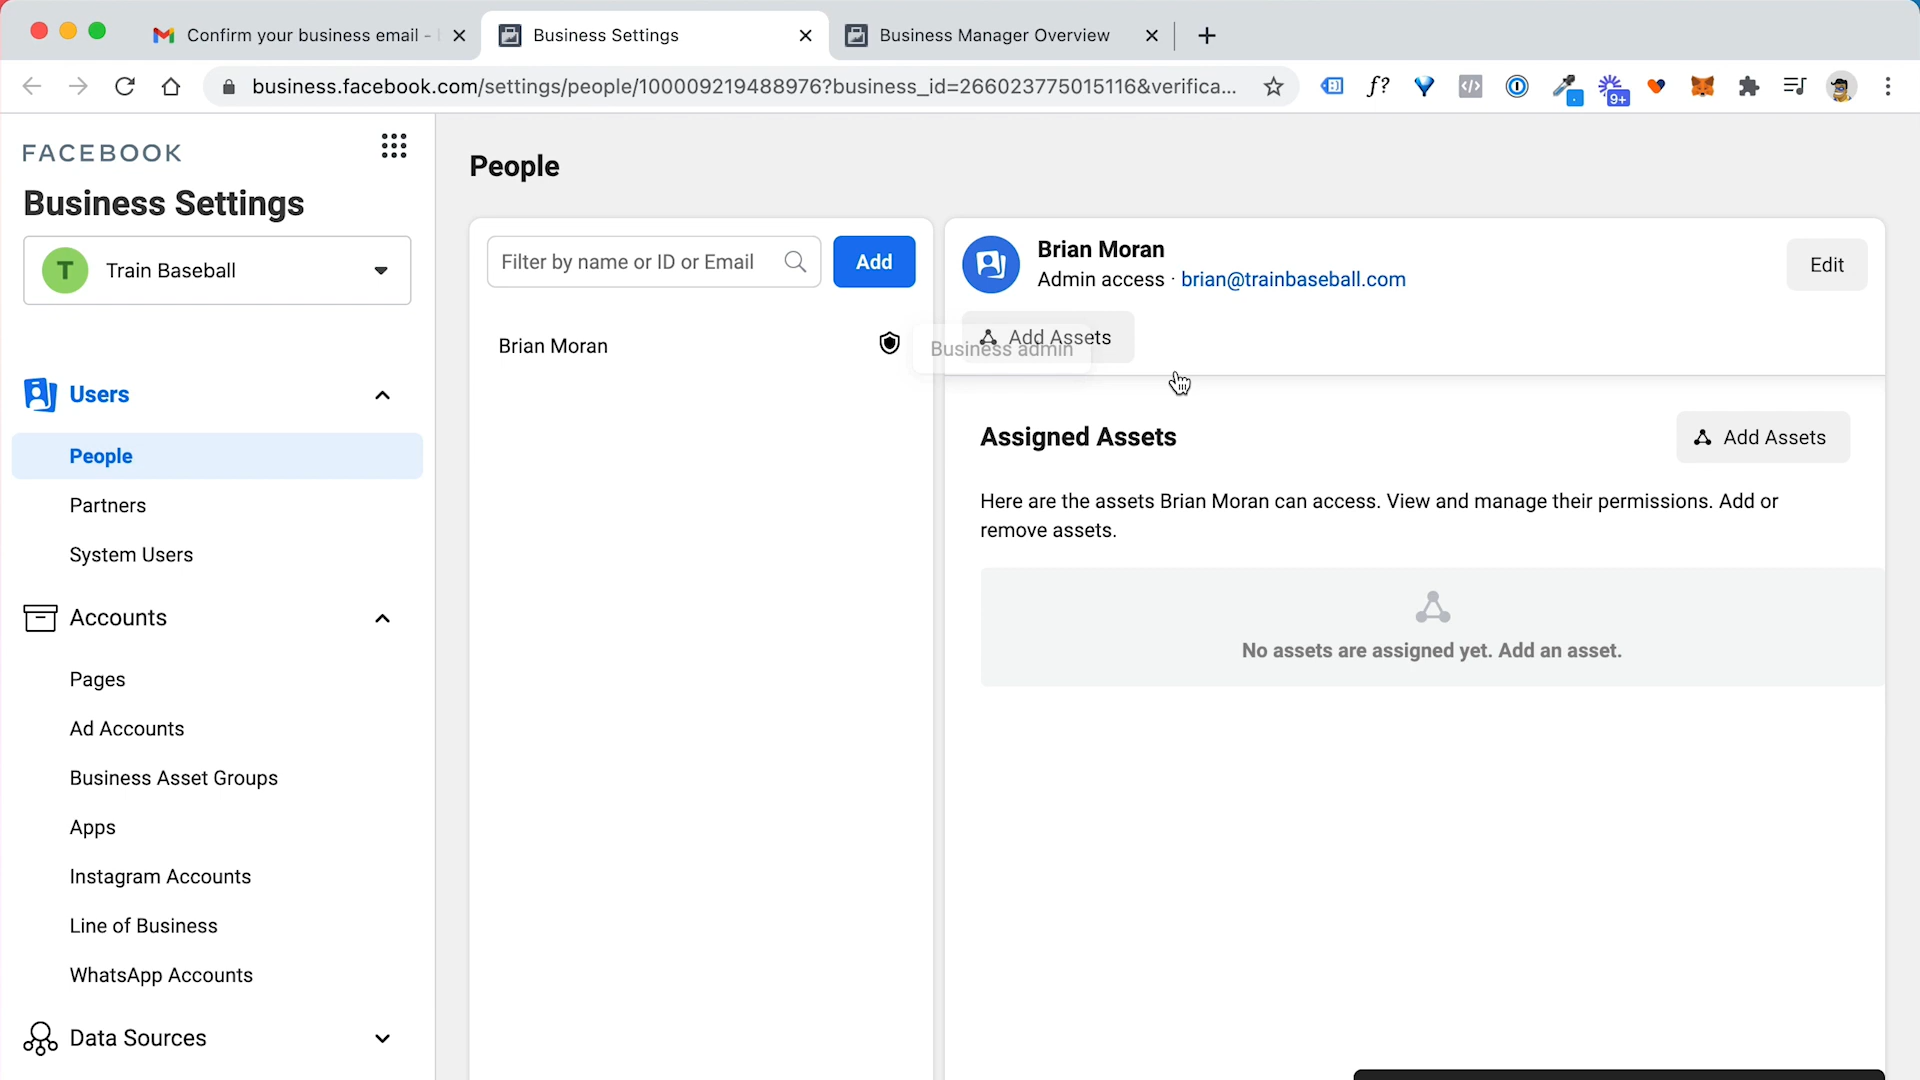 Confirm your business email -
Business Settings
Business Manager Overview
business.facebook.com/settings/people/100009219488976?business_id=266023775015116&verifica...
f?
9+
FACEBOOK
Business Settings
T
Train Baseball
Users
People
Partners
System Users
Accounts
Pages
Ad Accounts
Business Asset Groups
Apps
Instagram Accounts
Line of Business
WhatsApp Accounts
Data Sources
People
Filter by name or ID or Email
Add
Brian Moran
Business admin
Brian Moran
Admin access · brian@trainbaseball.com
Edit
Add Assets
Assigned Assets
Add Assets
Here are the assets Brian Moran can access. View and manage their permissions. Add or
remove assets.
No assets are assigned yet. Add an asset.